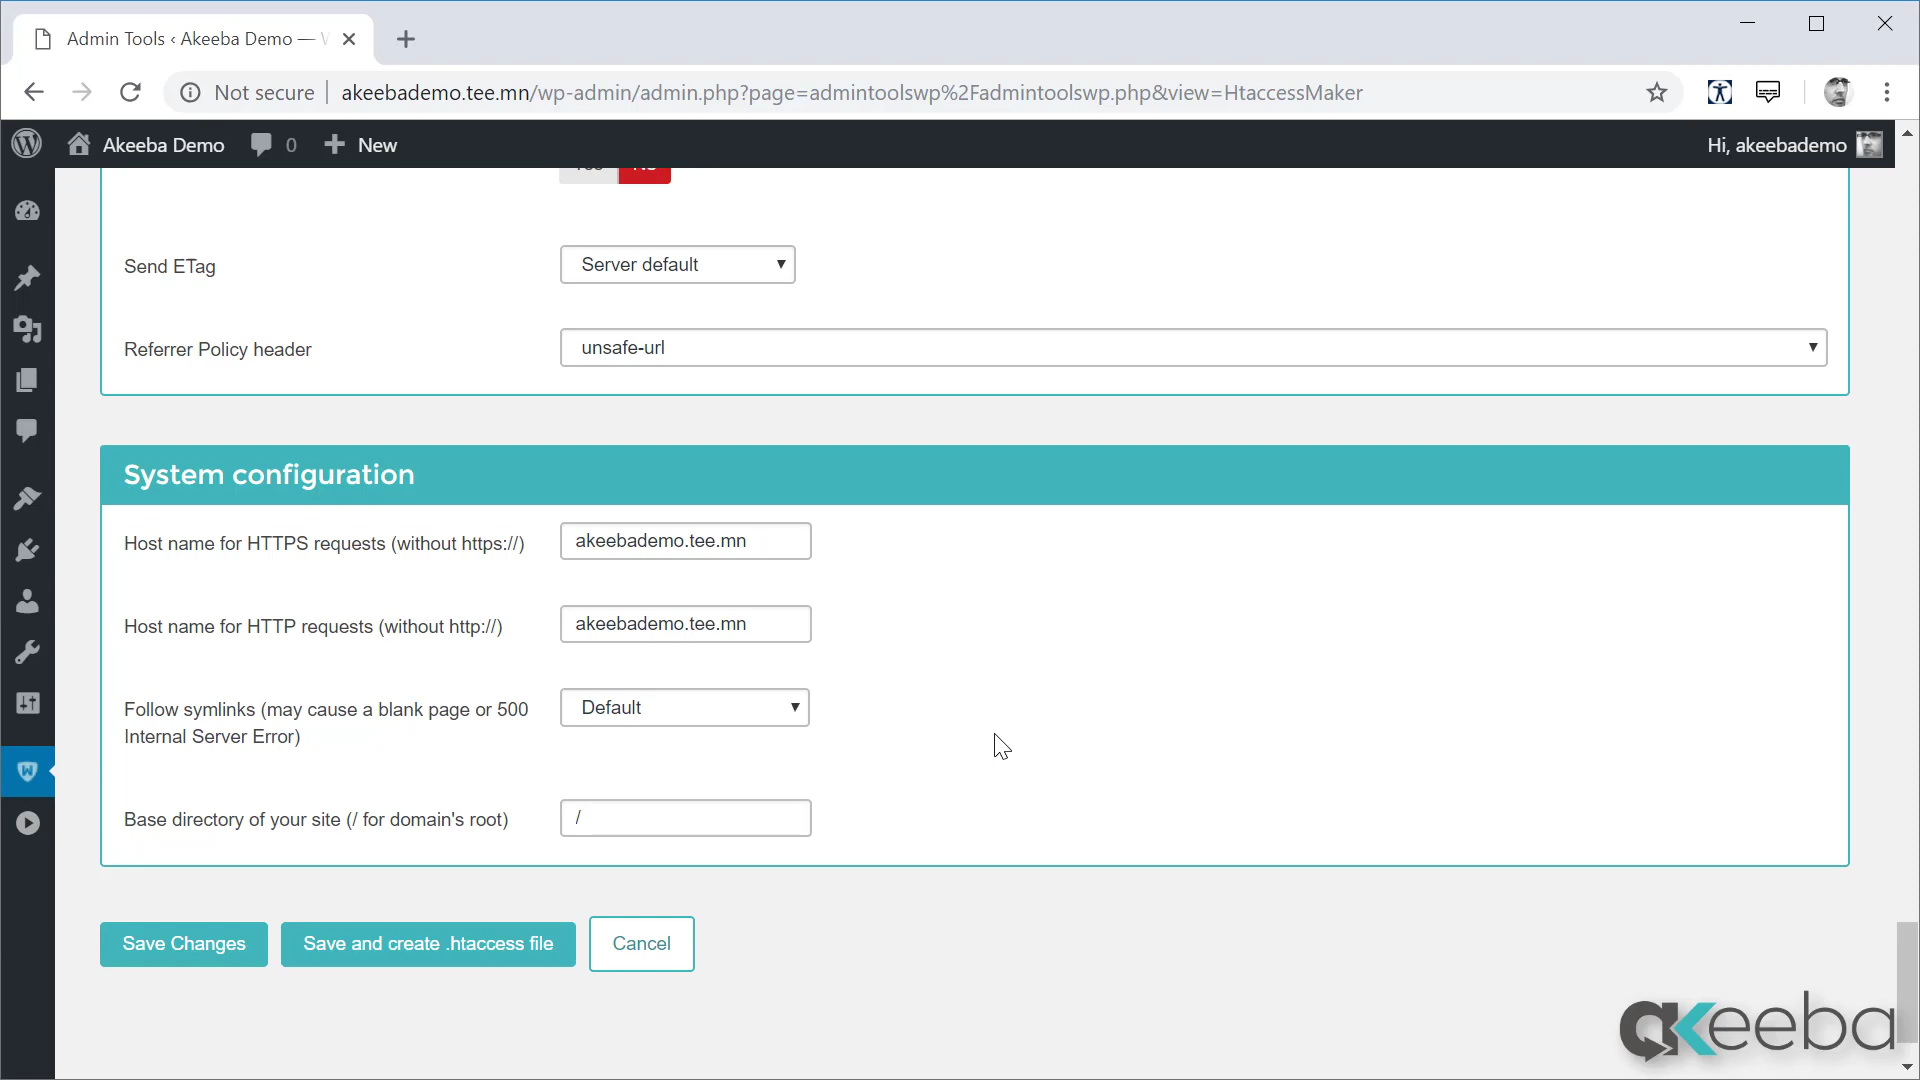 Admin Tools ‹ Akeeba Demo —
Not secure
akeebademo.tee.mn/wp-admin/admin.php?page=admintoolswp%2Fadmintoolswp.php&view=HtaccessMaker
Akeeba Demo 0 New
Hi, akeebademo
Yes No
Send ETag
Server default
Referrer Policy header
unsafe-url
System configuration
Host name for HTTPS requests (without https://)
akeebademo.tee.mn
Host name for HTTP requests (without http://)
akeebademo.tee.mn
Follow symlinks (may cause a blank page or 500
Internal Server Error)
Default
Base directory of your site (/ for domain's root)
/
Save Changes
Save and create .htaccess file
Cancel
akeeba